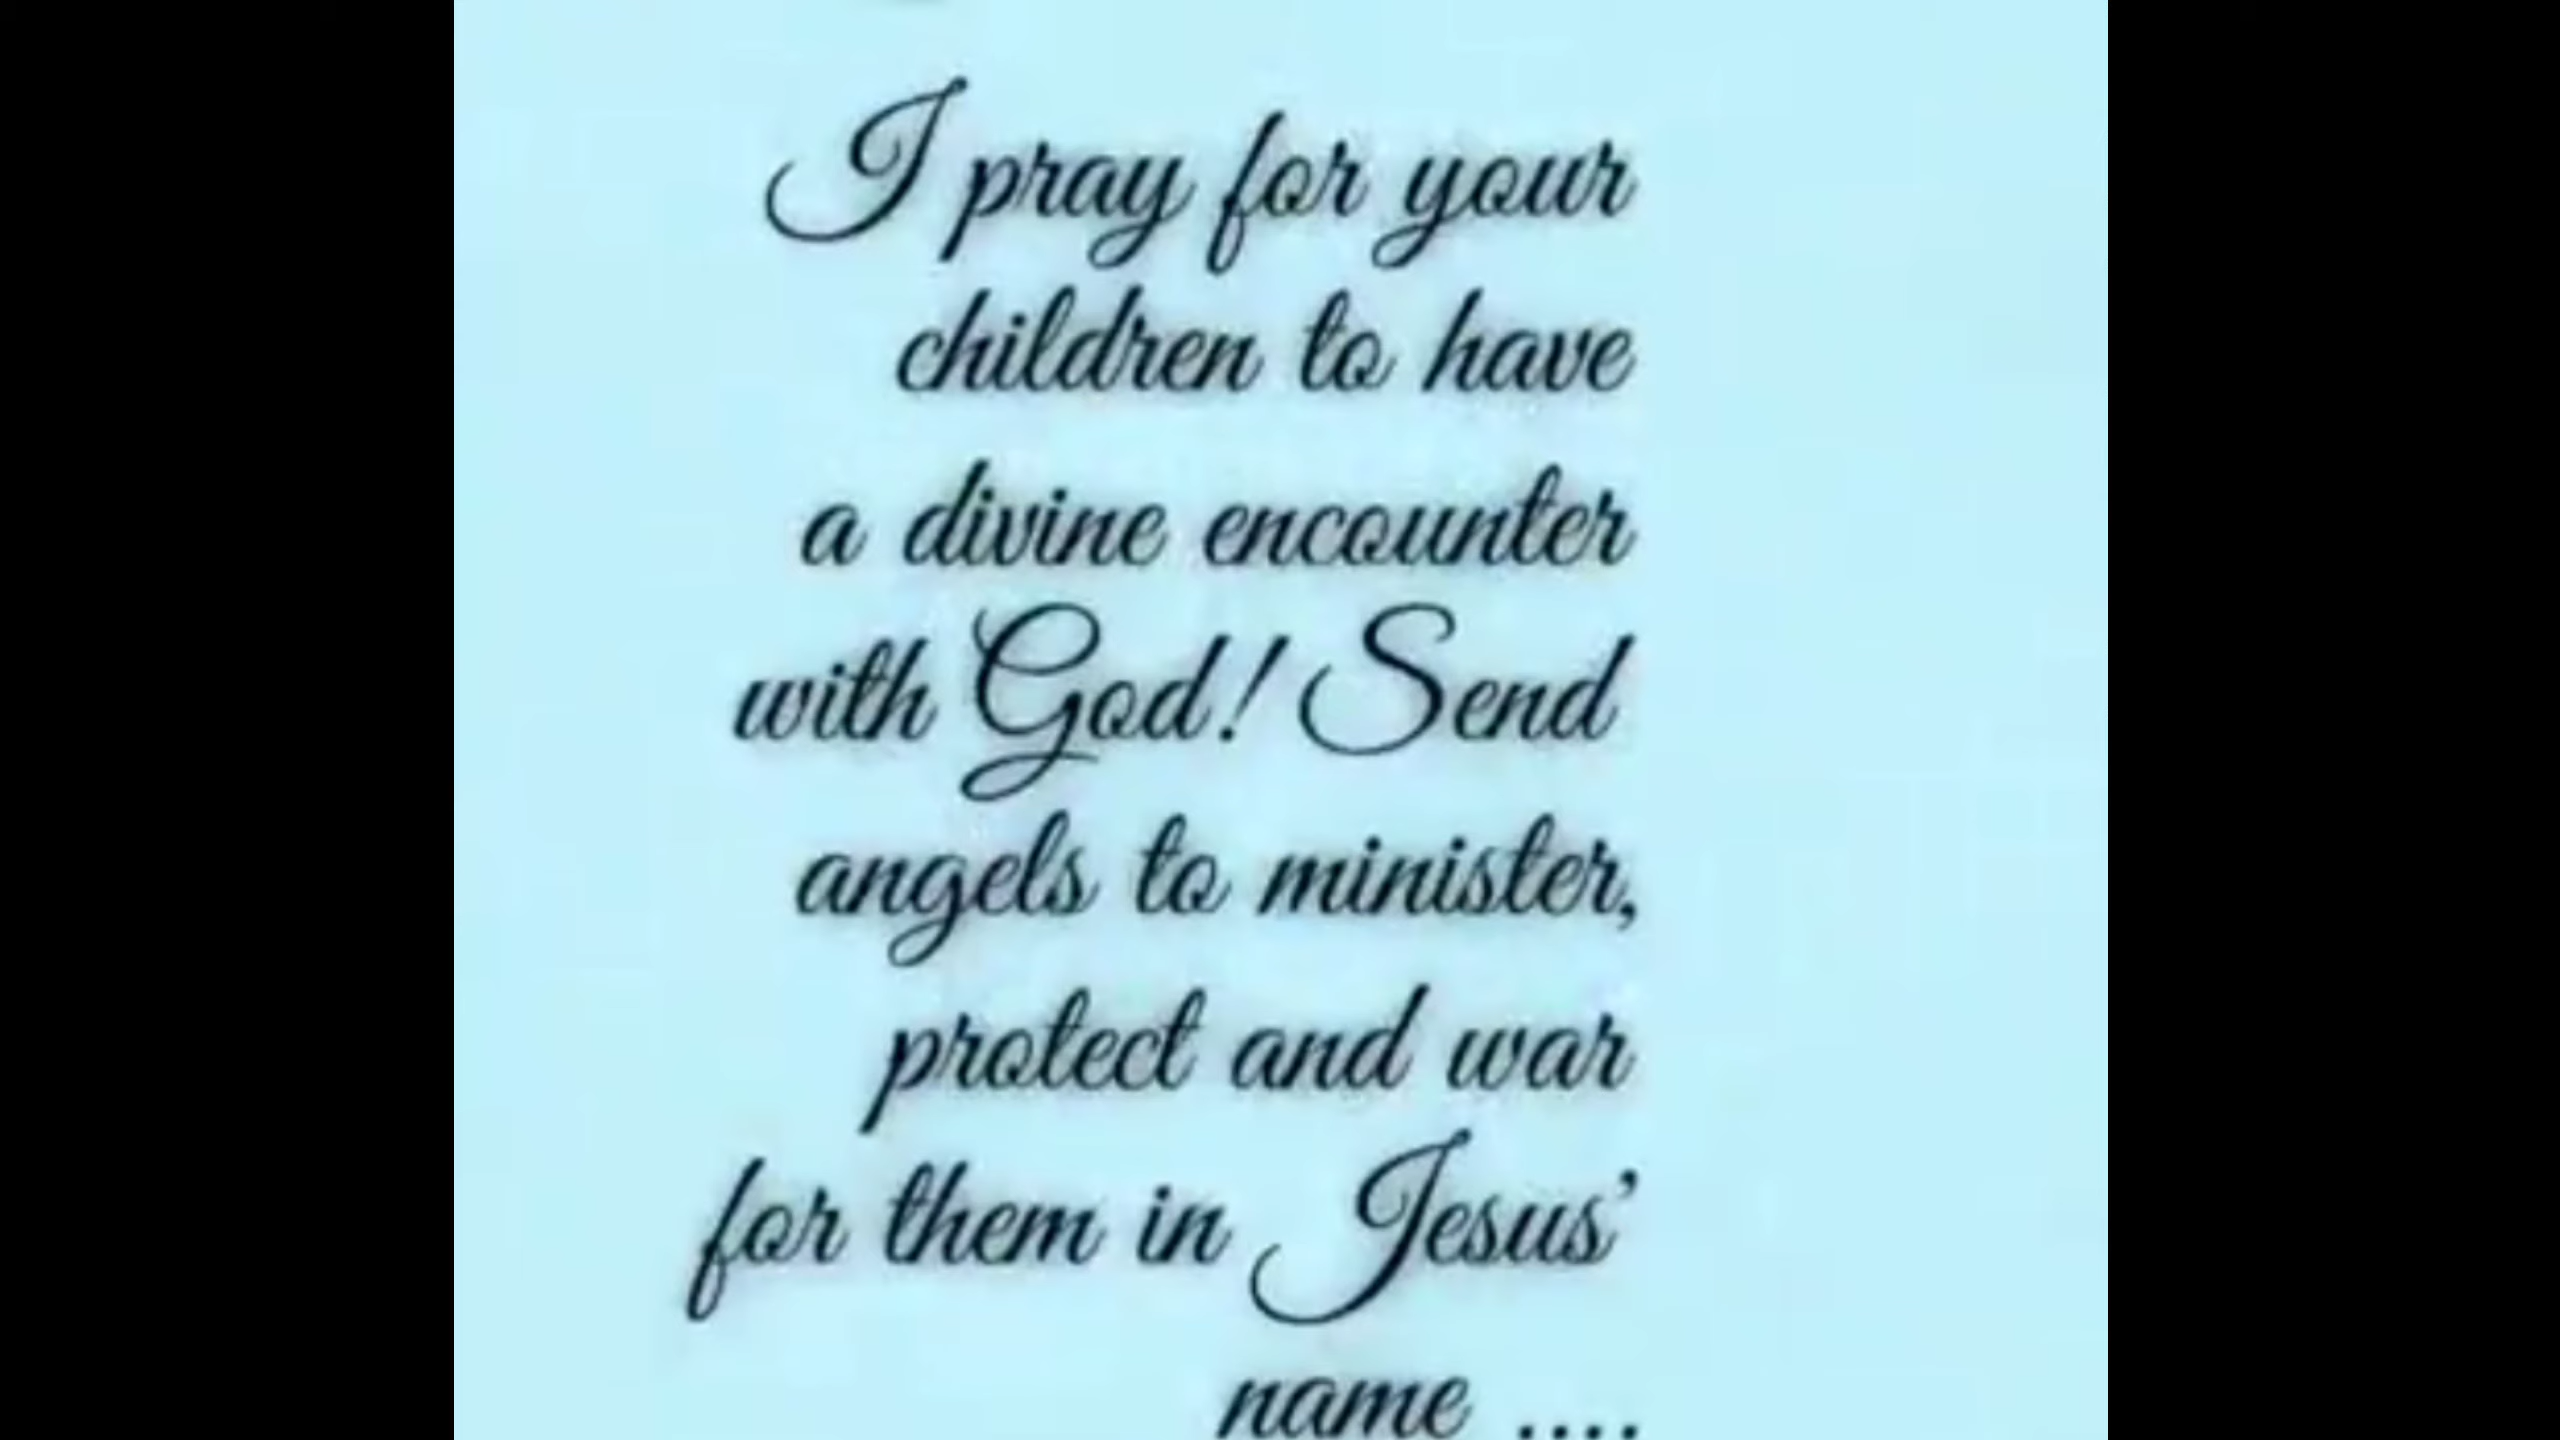 I pray for your
children to have
a divine encounter
with God! Send
angels to minister,
protect and war
for them in Jesus'
name ....